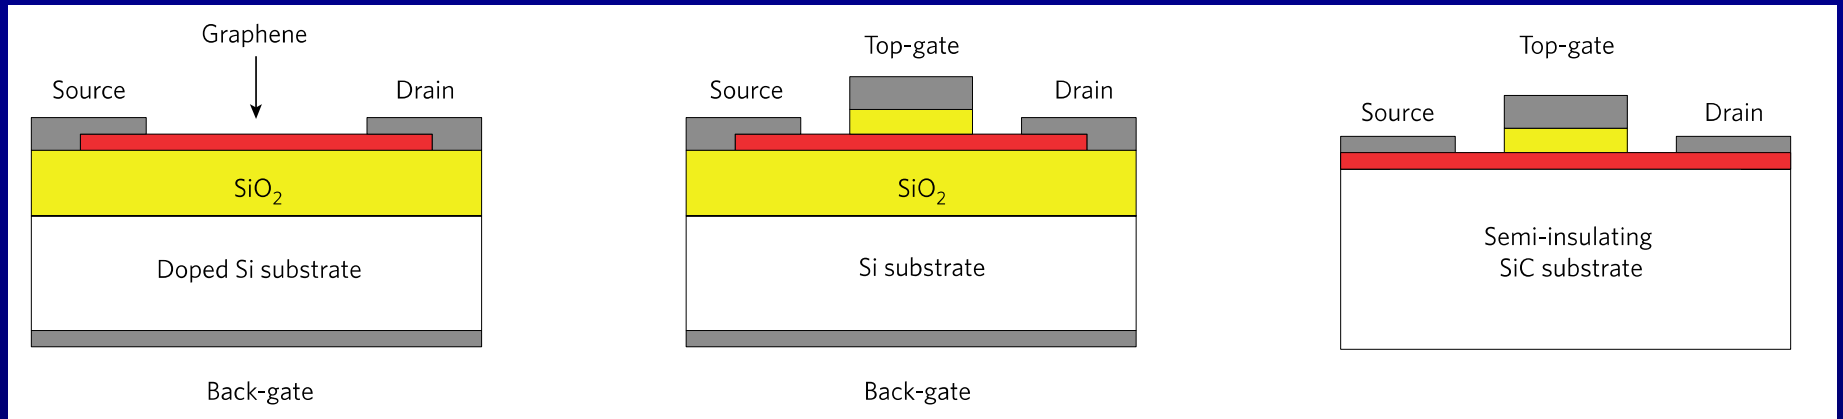 Graphene
Source
Drain
SiO₂
Doped Si substrate
Back-gate
Top-gate
Source
Drain
SiO₂
Si substrate
Back-gate
Top-gate
Source
Drain
Semi-insulating
SiC substrate